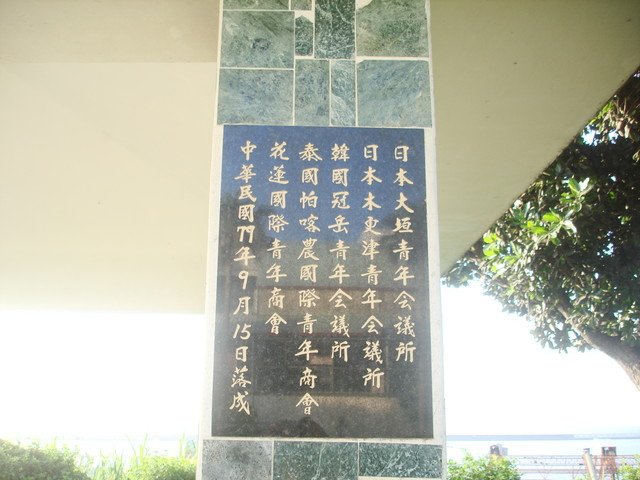 日本大垣青年会議所
日本木更津青年会議所
韓國冠岳青年会議所
泰國帕喀農國際青年商會
花蓮國際青年商會
中華民國79年9月15日落成